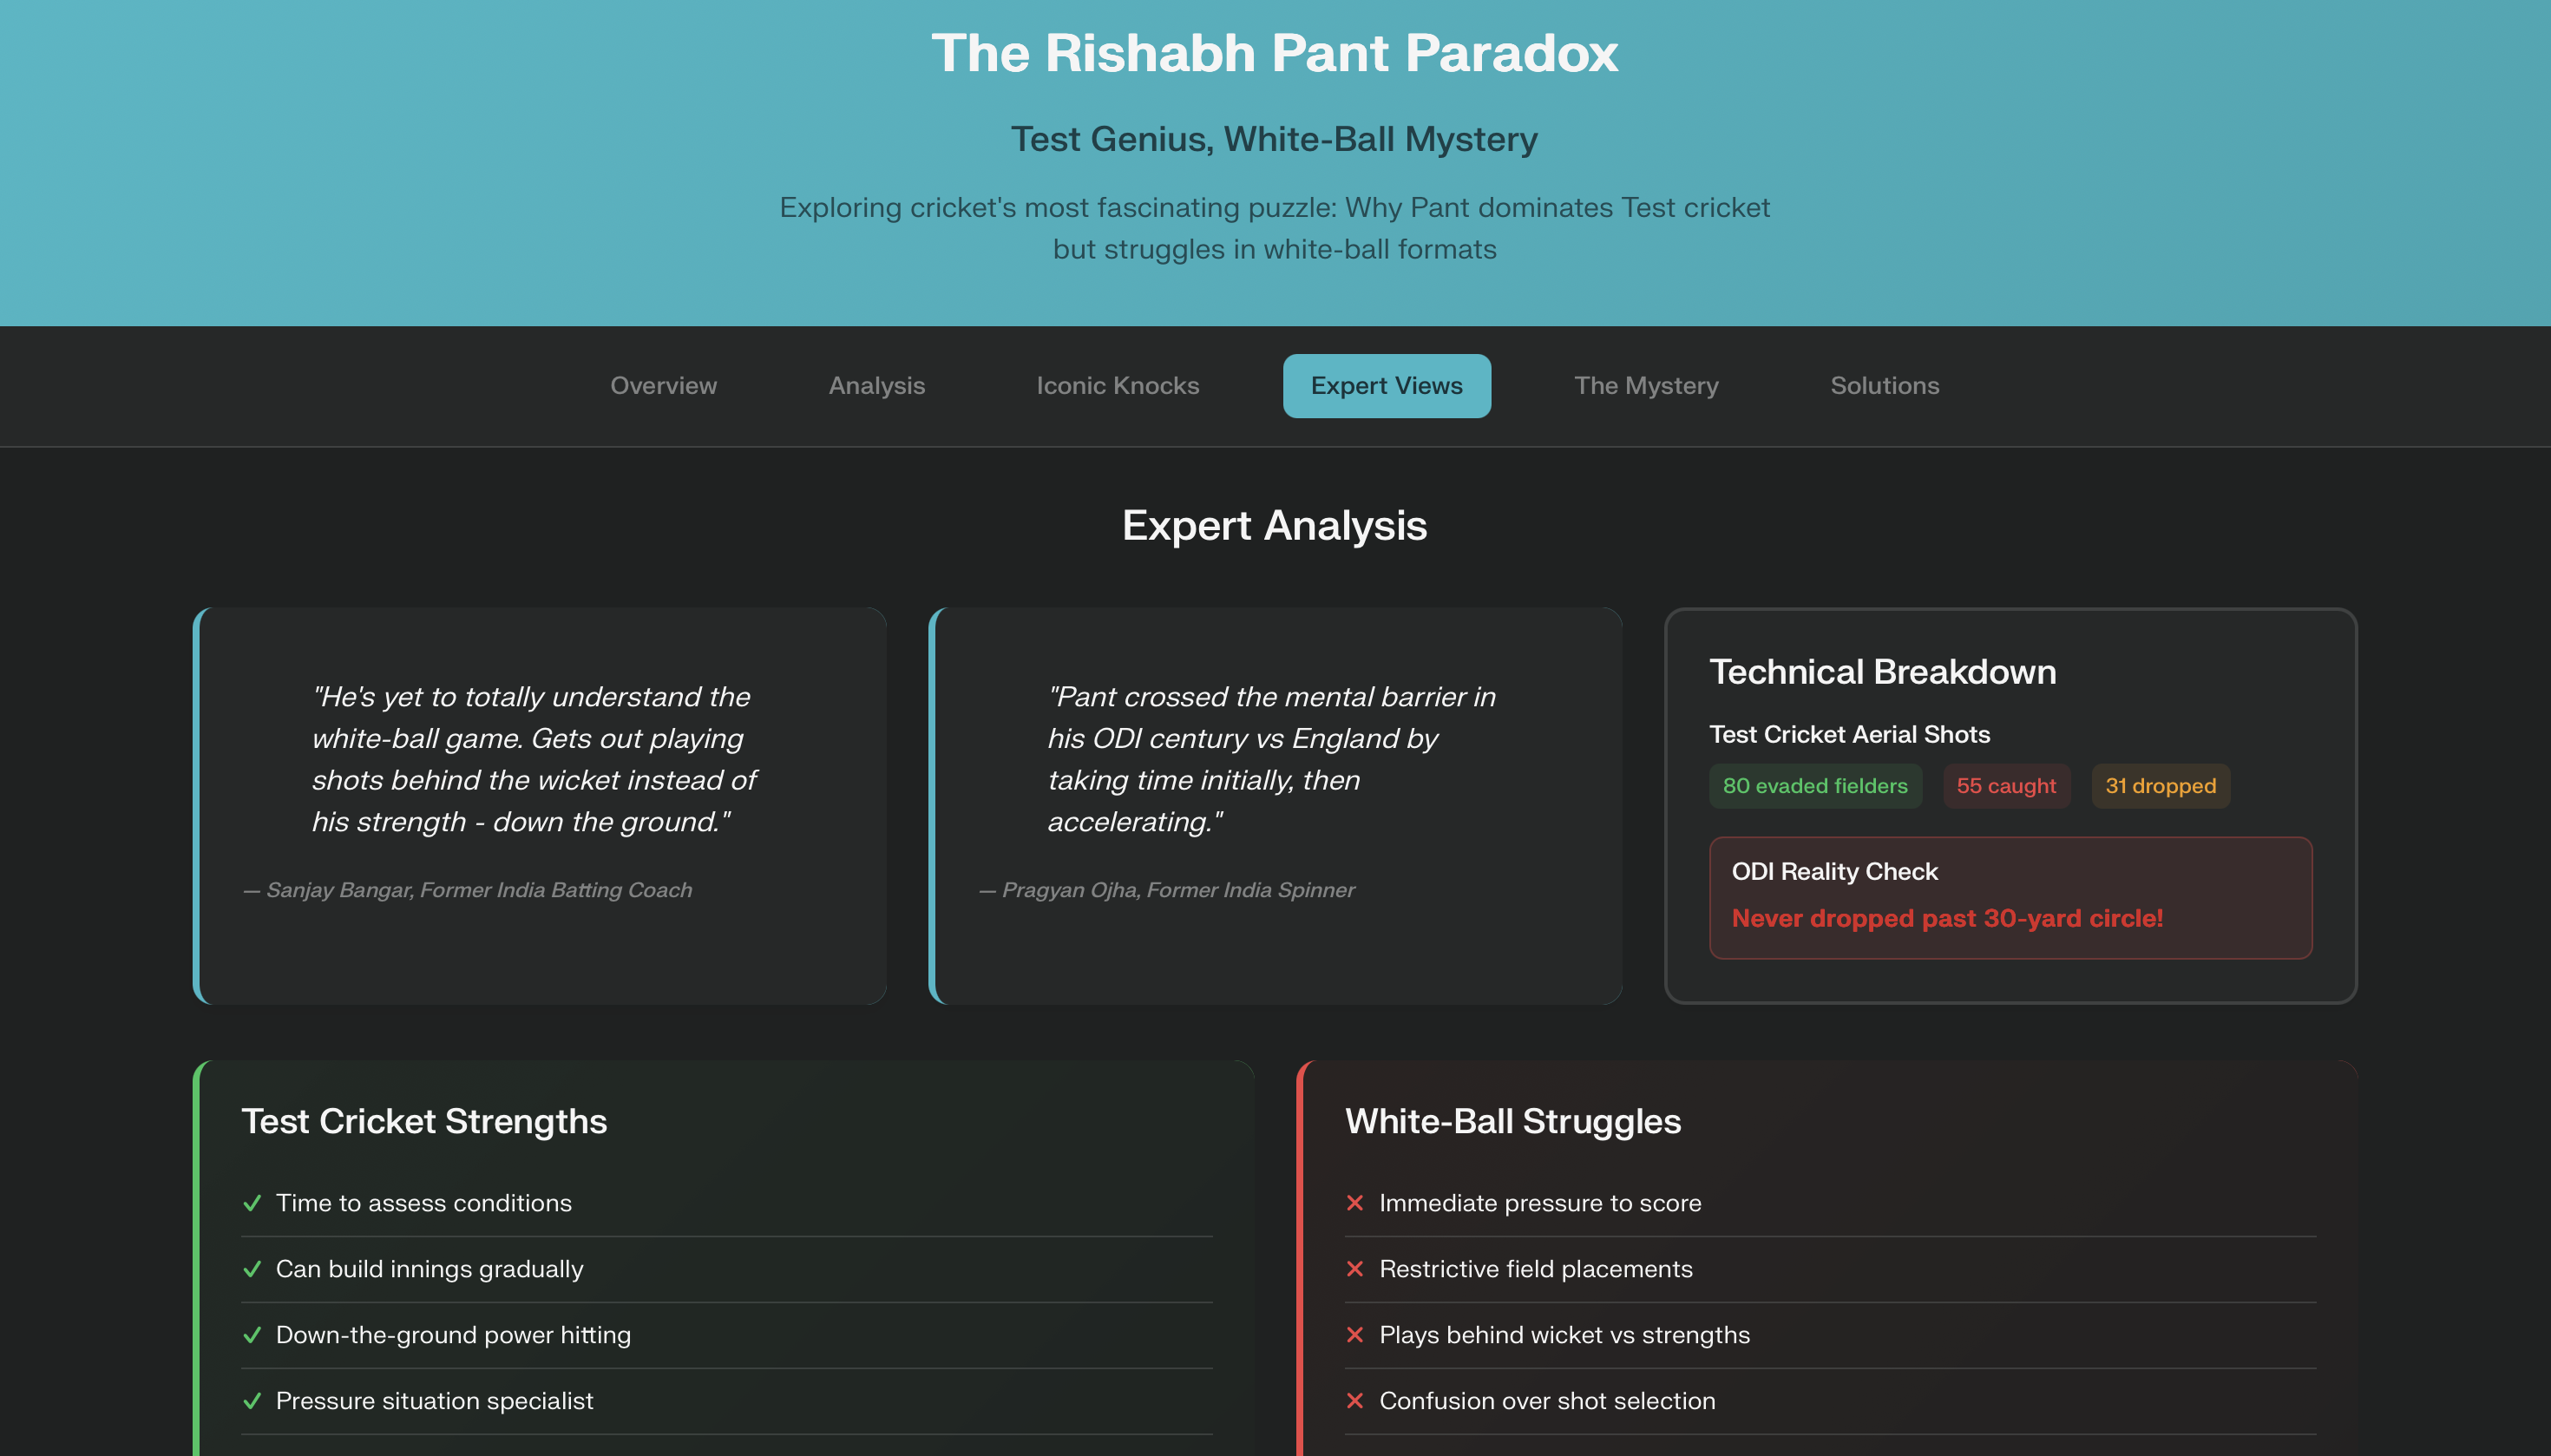 The Rishabh Pant Paradox
Test Genius, White-Ball Mystery
Exploring cricket's most fascinating puzzle: Why Pant dominates Test cricket
but struggles in white-ball formats
Overview
Analysis
Iconic Knocks
Expert Views
The Mystery
Solutions
Expert Analysis
"He's yet to totally understand the
white-ball game. Gets out playing
shots behind the wicket instead of
his strength - down the ground."
— Sanjay Bangar, Former India Batting Coach
"Pant crossed the mental barrier in
his ODI century vs England by
taking time initially, then
accelerating."
— Pragyan Ojha, Former India Spinner
Technical Breakdown
Test Cricket Aerial Shots
80 evaded fielders
55 caught
31 dropped
ODI Reality Check
Never dropped past 30-yard circle!
Test Cricket Strengths
✓ Time to assess conditions
✓ Can build innings gradually
✓ Down-the-ground power hitting
✓ Pressure situation specialist
White-Ball Struggles
✕ Immediate pressure to score
✕ Restrictive field placements
✕ Plays behind wicket vs strengths
✕ Confusion over shot selection